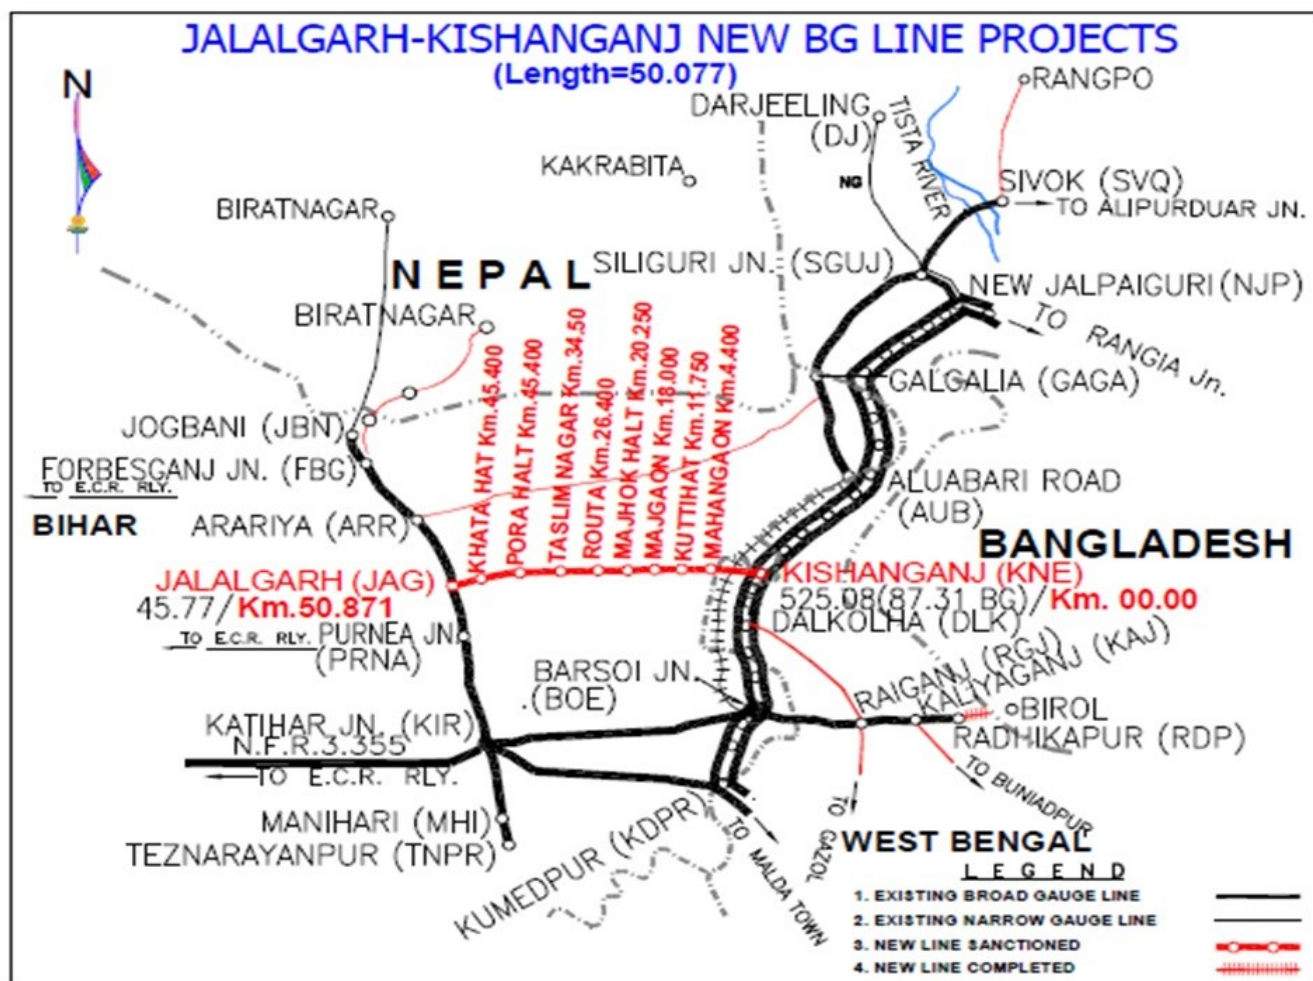 JALALGARH-KISHANGANJ NEW BG LINE PROJECTS
(Length=50.077)
N
RANGPO
DARJEELING
(DJ)
TISTA RIVER
KAKRABITA
NG
SIVOK (SVQ)
TO ALIPURDUAR JN.
BIRATNAGAR
NEPAL
SILIGURI JN. (SGUJ)
NEW JALPAIGURI (NJP)
TO RANGIA Jn.
BIRATNAGAR
KHATA HAT Km.45.400
PORA HALT Km.45.400
TASLIM NAGAR Km.34.50
ROUTA Km.26.400
MAJHOK HALT Km.20.250
MAJGAON Km.18.000
KUTTIHAT Km.11.750
MAHANGAON Km.4.400
GALGALIA (GAGA)
JOGBANI (JBN)
FORBESGANJ JN. (FBG)
TO E.C.R. RLY.
BIHAR
ARARIYA (ARR)
ALUABARI ROAD
(AUB)
BANGLADESH
JALALGARH (JAG)
45.77/Km.50.871
KISHANGANJ (KNE)
525.08(87.31 BG)/Km. 00.00
TO E.C.R. RLY.
PURNEA JN.
(PRNA)
DALKOLHA (DLK)
BARSOI JN.
.(BOE)
RAIGANJ (RGJ)
KALIYAGANJ (KAJ)
BIROL
RADHIKAPUR (RDP)
KATIHAR JN. (KIR)
N.F.R.3.355
TO E.C.R. RLY.
TO BUNIADPUR
MANIHARI (MHI)
TEZNARAYANPUR (TNPR)
KUMEDPUR (KDPR)
TO MALDA TOWN
TO GAZOL
WEST BENGAL
LEGEND
1. EXISTING BROAD GAUGE LINE
2. EXISTING NARROW GAUGE LINE
3. NEW LINE SANCTIONED
4. NEW LINE COMPLETED